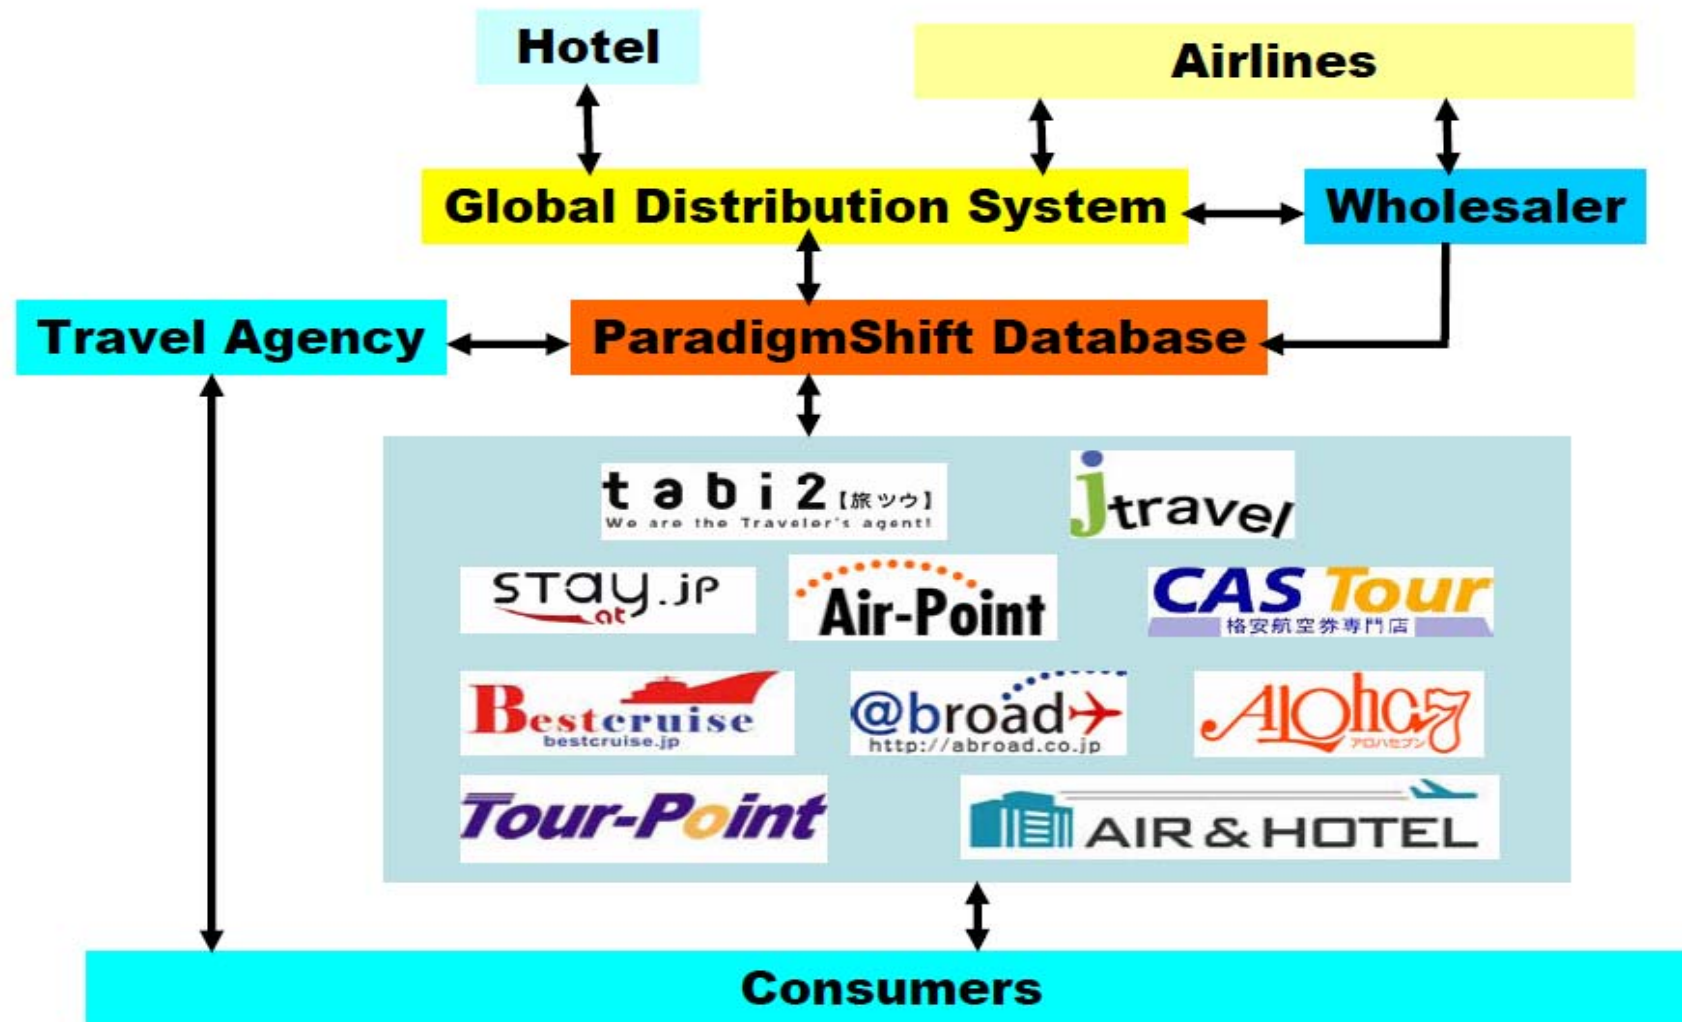 Hotel
Airlines
Global Distribution System
Wholesaler
Travel Agency
ParadigmShift Database
tabi2【旅ツウ】
We are the Traveler's agent!
jtravel
STay.jp
at
Air-Point
CAS Tour
格安航空券専門店
Bestcruise
bestcruise.jp
@broad
http://abroad.co.jp
ALOha7
アロハセブン
Tour-Point
AIR & HOTEL
Consumers